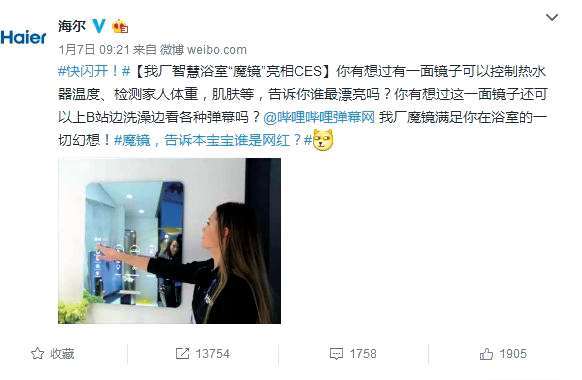 Haier
海尔
1月7日 09:21 来自 微博 weibo.com
#快闪开！#【我厂智慧浴室“魔镜”亮相CES】你有想过有一面镜子可以控制热水
器温度、检测家人体重，肌肤等，告诉你谁最漂亮吗？你有想过这一面镜子还可
以上B站边洗澡边看各种弹幕吗？@哔哩哔哩弹幕网 我厂满足你在浴室的一
切幻想！#魔镜，告诉本宝宝谁是网红？#
收藏
13754
1758
1905